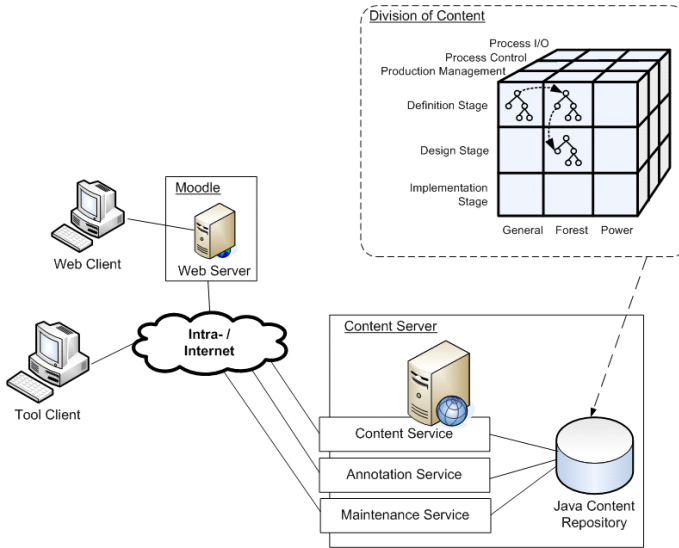 Division of Content
Process I/O
Process Control
Production Management
Definition Stage
Design Stage
Implementation
Stage
General Forest Power
Moodle
Web Client
Web Server
Intra- /
Internet
Tool Client
Content Server
Content Service
Annotation Service
Maintenance Service
Java Content
Repository